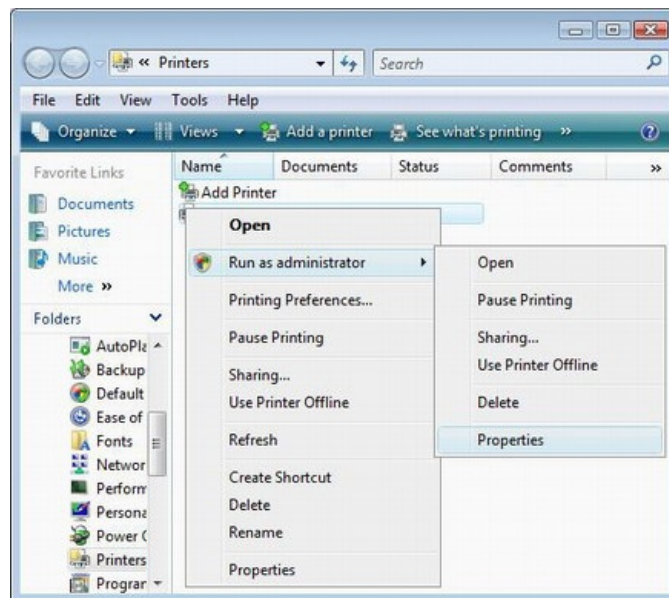 « Printers
Search
File Edit View Tools Help
Organize Views Add a printer See what's printing »
Favorite Links
Documents
Pictures
Music
More »
Folders
AutoPla
Backup
Default
Ease of
Fonts
Networ
Perform
Persona
Power (
Printers
Prograr
Name Documents Status Comments »
Add Printer
Open
Run as administrator
Printing Preferences...
Pause Printing
Sharing...
Use Printer Offline
Refresh
Create Shortcut
Delete
Rename
Properties
Open
Pause Printing
Sharing...
Use Printer Offline
Delete
Properties